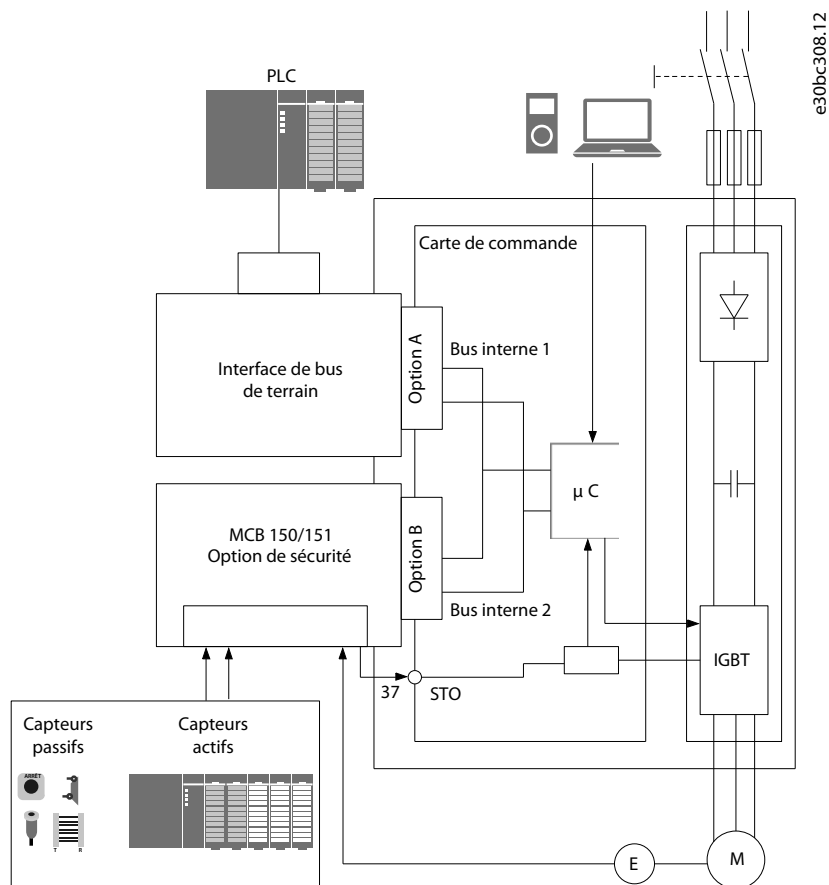 e30bc308.12
PLC
Carte de commande
Option A
Bus interne 1
Interface de bus
de terrain
µ C
MCB 150/151
Option de sécurité
Option B
Bus interne 2
IGBT
37
STO
Capteurs
passifs
Capteurs
actifs
ARRÊT
T R
E
M